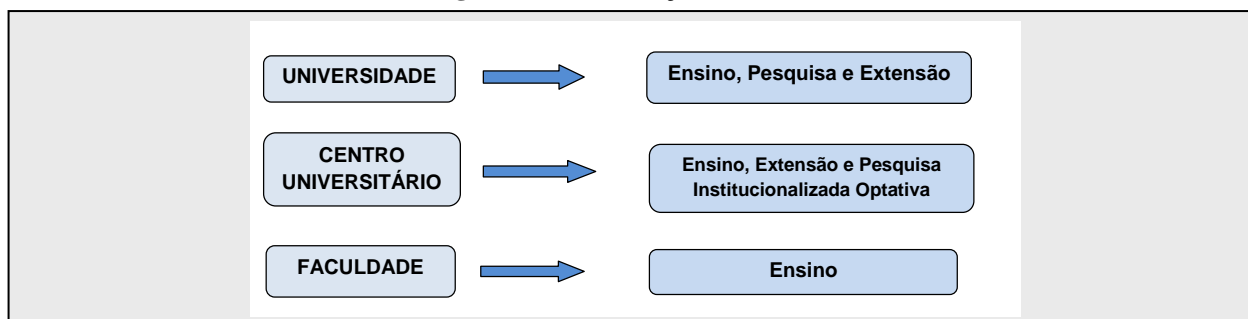 UNIVERSIDADE
Ensino, Pesquisa e Extensão
CENTRO
UNIVERSITÁRIO
Ensino, Extensão e Pesquisa
Institucionalizada Optativa
FACULDADE
Ensino